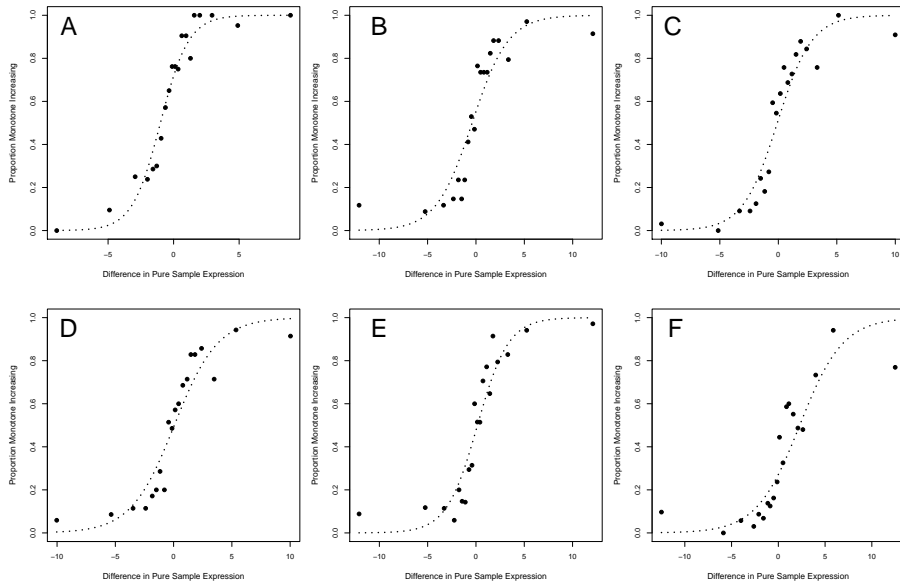 A
Proportion Monotone Increasing
0.0 0.2 0.4 0.6 0.8 1.0
−5 0 5
Difference in Pure Sample Expression
B
Proportion Monotone Increasing
0.0 0.2 0.4 0.6 0.8 1.0
−10 −5 0 5 10
Difference in Pure Sample Expression
C
Proportion Monotone Increasing
0.0 0.2 0.4 0.6 0.8 1.0
−10 −5 0 5 10
Difference in Pure Sample Expression
D
Proportion Monotone Increasing
0.0 0.2 0.4 0.6 0.8 1.0
−10 −5 0 5 10
Difference in Pure Sample Expression
E
Proportion Monotone Increasing
0.0 0.2 0.4 0.6 0.8 1.0
−10 −5 0 5 10
Difference in Pure Sample Expression
F
Proportion Monotone Increasing
0.0 0.2 0.4 0.6 0.8 1.0
−10 −5 0 5 10
Difference in Pure Sample Expression